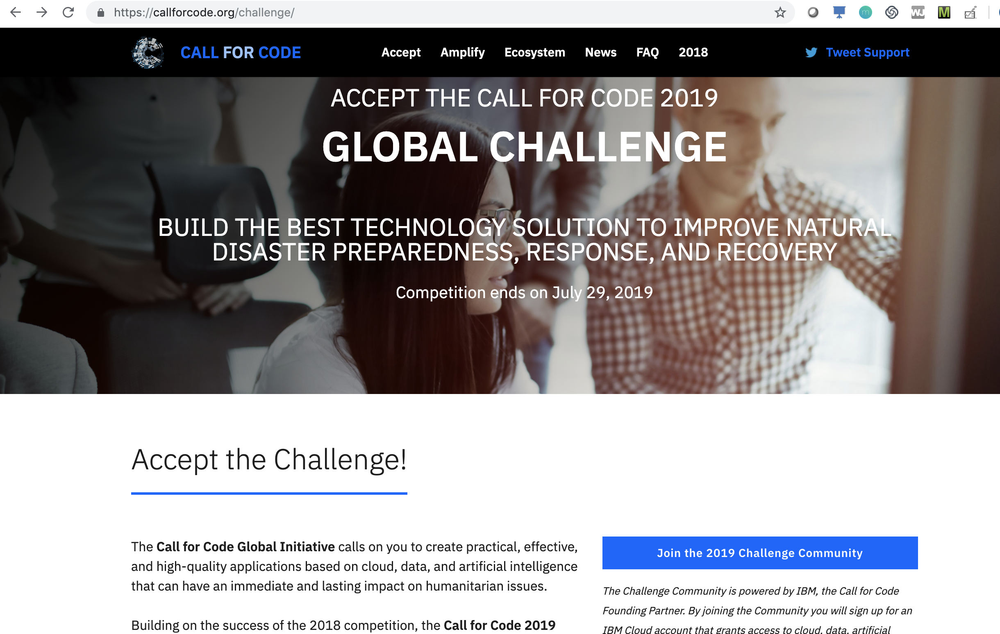 https://callforcode.org/challenge/
CALL FOR CODE
Accept
Amplify
Ecosystem
News
FAQ
2018
Tweet Support
ACCEPT THE CALL FOR CODE 2019
GLOBAL CHALLENGE
BUILD THE BEST TECHNOLOGY SOLUTION TO IMPROVE NATURAL
DISASTER PREPAREDNESS, RESPONSE, AND RECOVERY
Competition ends on July 29, 2019
Accept the Challenge!
The Call for Code Global Initiative calls on you to create practical, effective,
and high-quality applications based on cloud, data, and artificial intelligence
that can have an immediate and lasting impact on humanitarian issues.
Building on the success of the 2018 competition, the Call for Code 2019
Join the 2019 Challenge Community
The Challenge Community is powered by IBM, the Call for Code
Founding Partner. By joining the Community you will sign up for an
IBM Cloud account that grants access to cloud, data, artificial